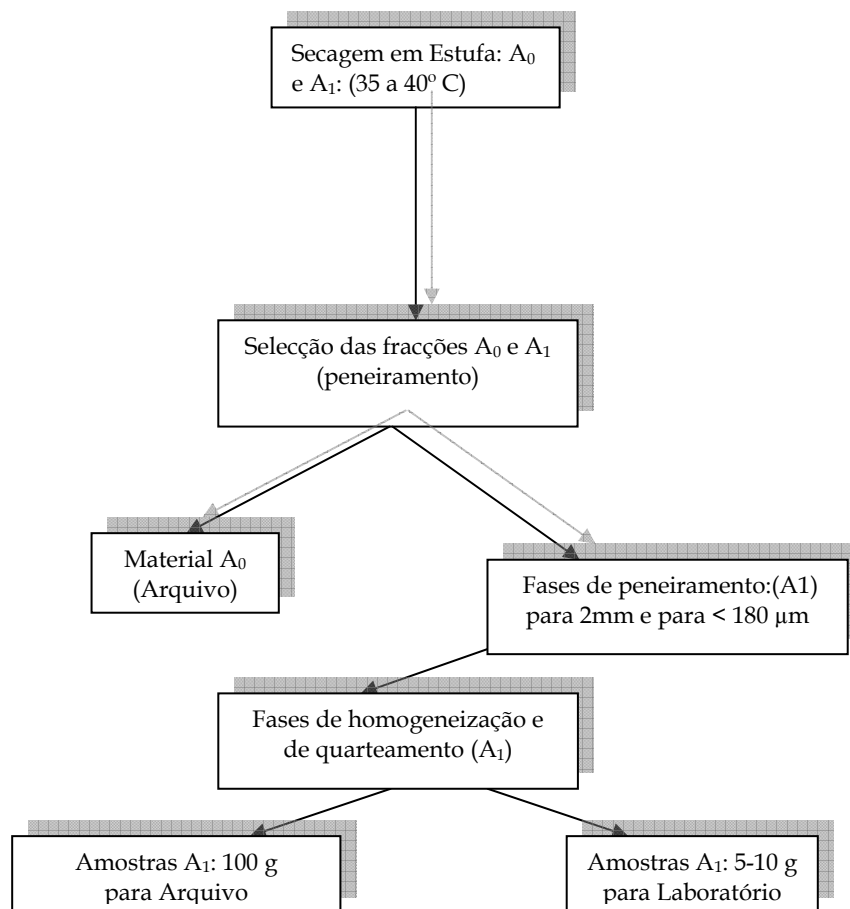 Secagem em Estufa: A₀
e A₁: (35 a 40º C)
Selecção das fracções A₀ e A₁
(peneiramento)
Material A₀
(Arquivo)
Fases de peneiramento:(A1)
para 2mm e para < 180 µm
Fases de homogeneização e
de quarteamento (A₁)
Amostras A₁: 100 g
para Arquivo
Amostras A₁: 5-10 g
para Laboratório